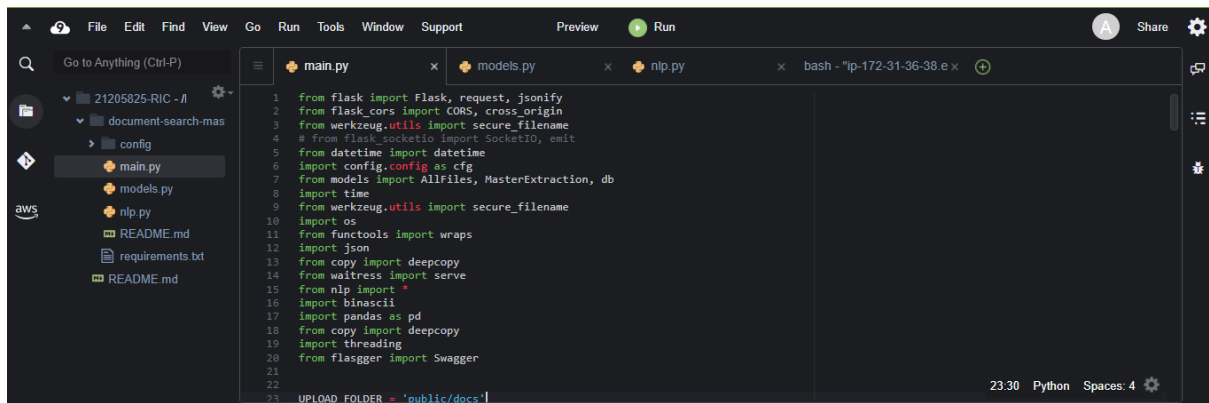 File Edit Find View Go Run Tools Window Support Preview Run A Share
Go to Anything (Ctrl-P)
main.py × models.py × nlp.py × bash - "ip-172-31-36-38.e ×
21205825-RIC - /l
document-search-mas
config
main.py
models.py
nlp.py
README.md
requirements.txt
README.md
aws
1 from flask import Flask, request, jsonify
2 from flask_cors import CORS, cross_origin
3 from werkzeug.utils import secure_filename
4 # from flask_socketio import SocketIO, emit
5 from datetime import datetime
6 import config.config as cfg
7 from models import AllFiles, MasterExtraction, db
8 import time
9 from werkzeug.utils import secure_filename
10 import os
11 from functools import wraps
12 import json
13 from copy import deepcopy
14 from waitress import serve
15 from nlp import *
16 import binascii
17 import pandas as pd
18 from copy import deepcopy
19 import threading
20 from flasgger import Swagger
21
22
23 UPLOAD_FOLDER = 'public/docs'
23:30 Python Spaces: 4